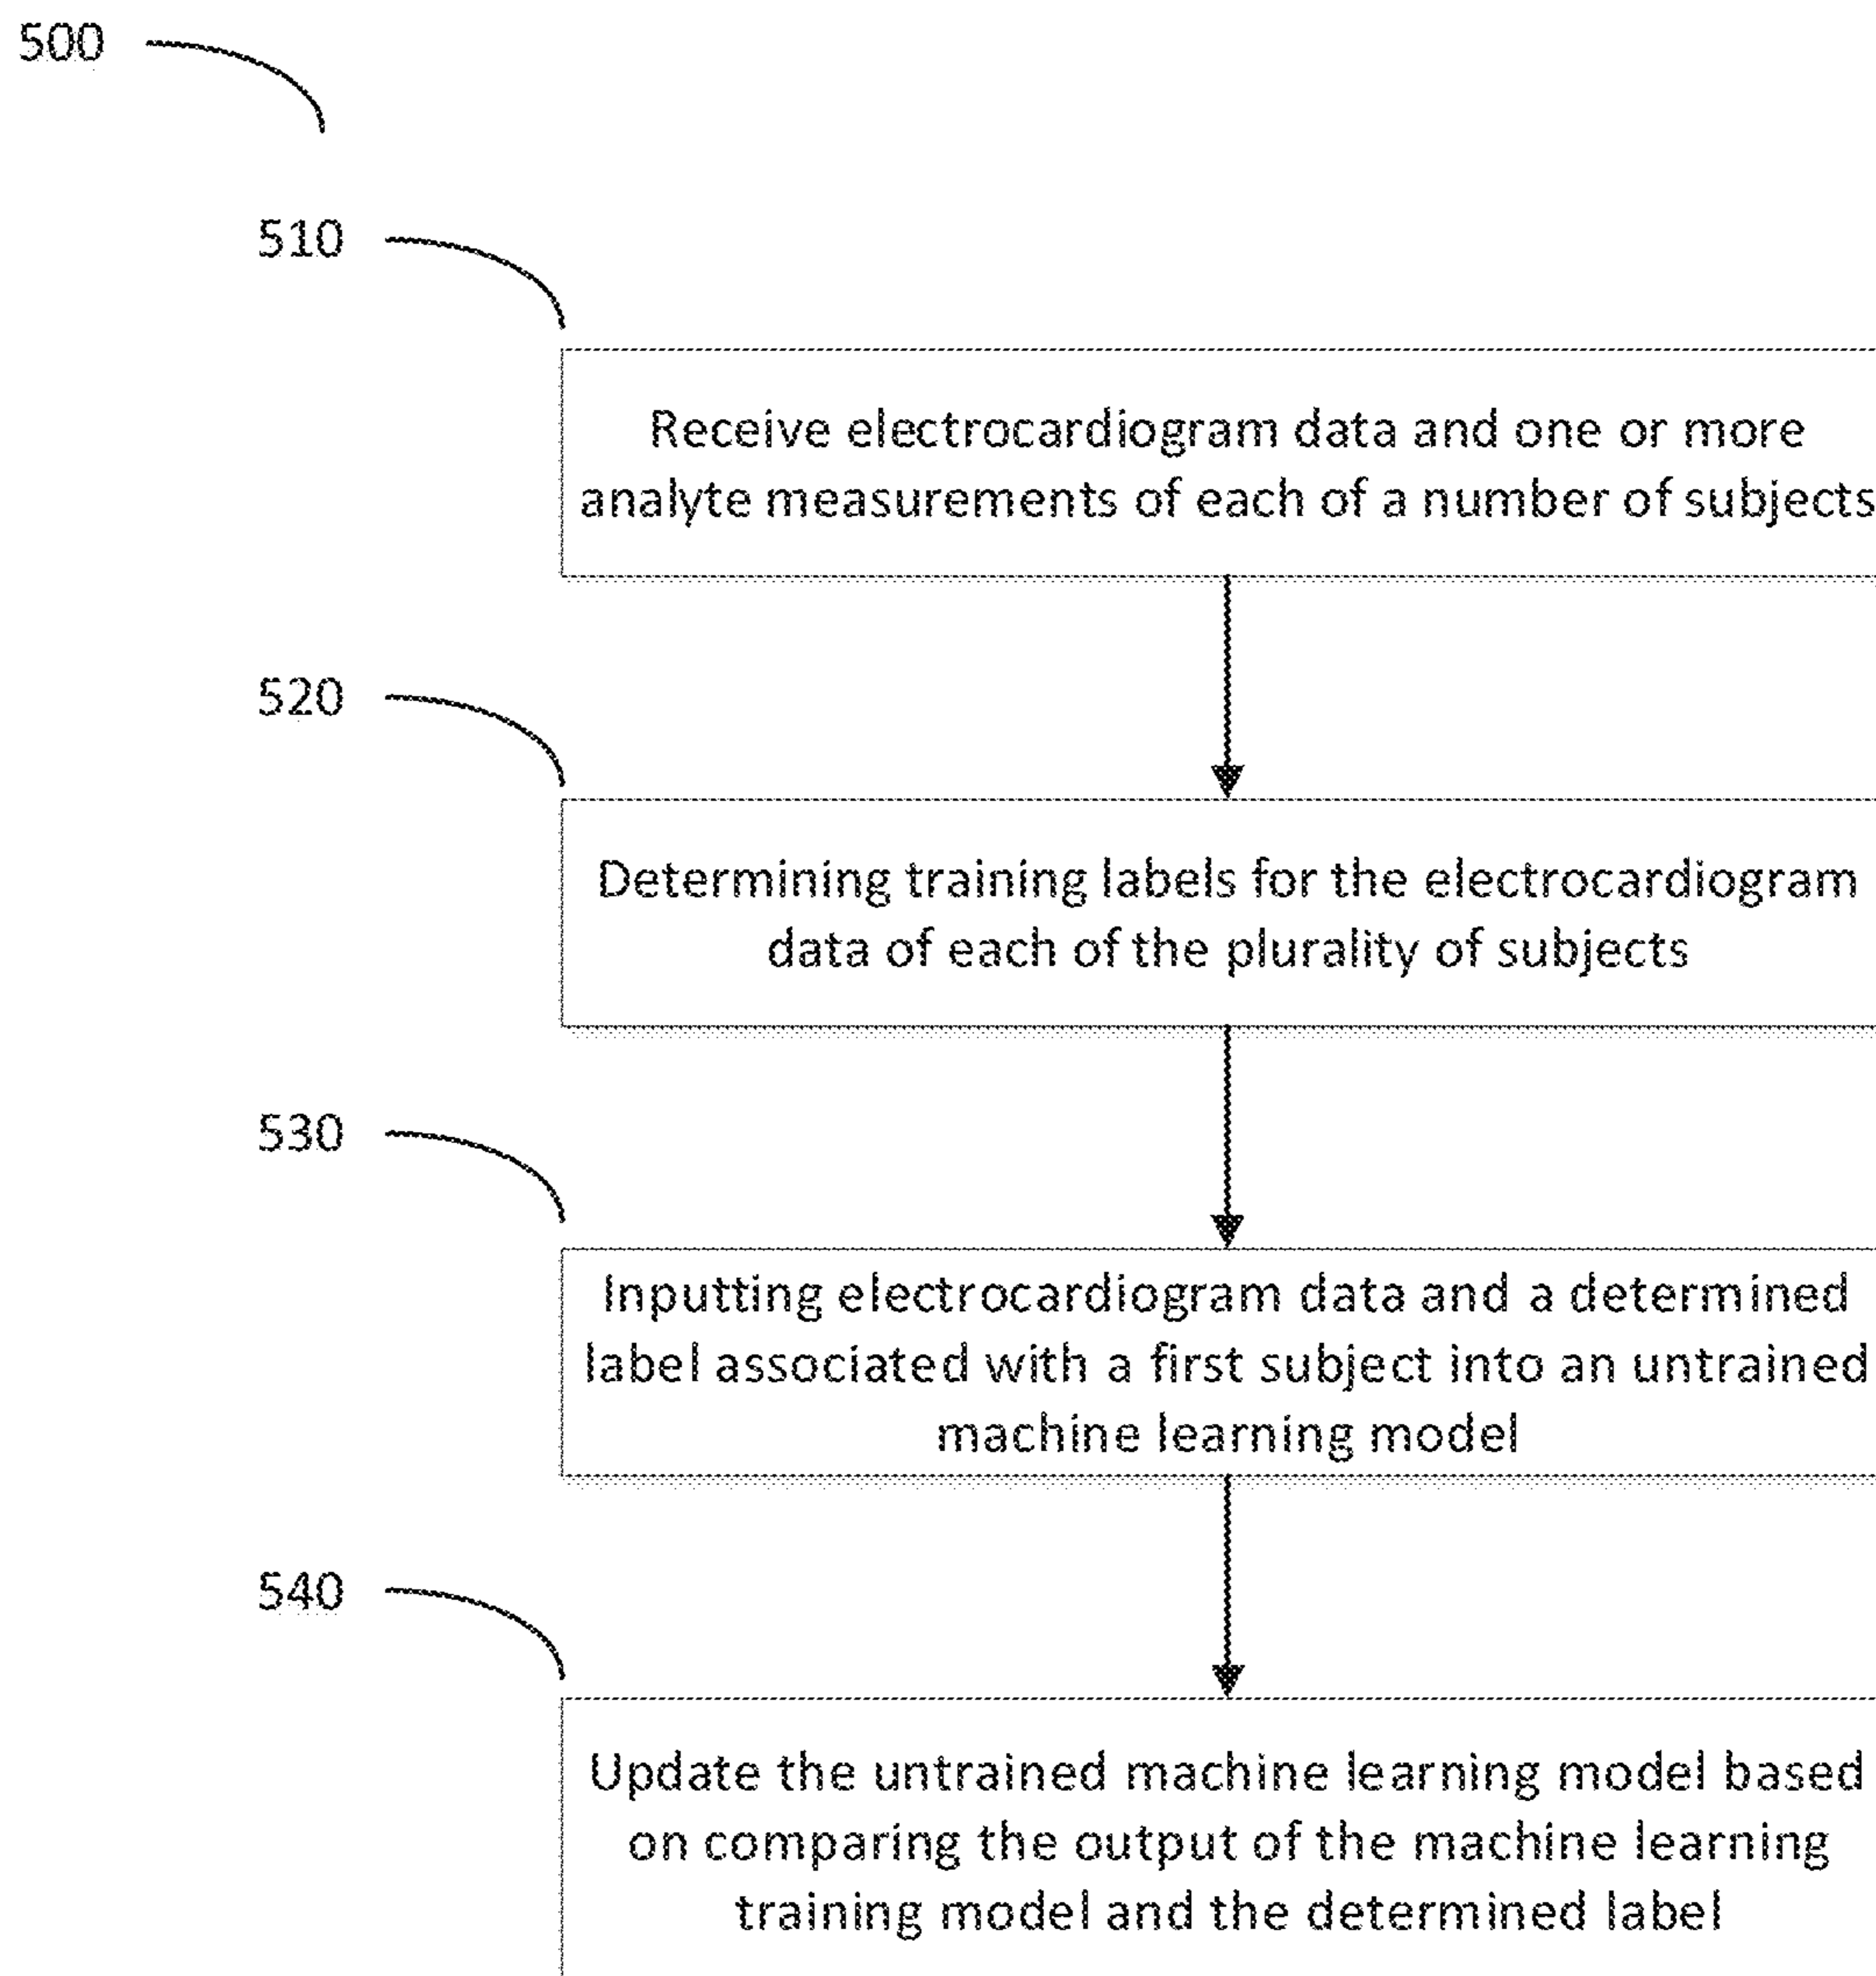 500
510
Receive electrocardiogram data and one or more
analyte measurements of each of a number of subjects
520
Determining training labels for the electrocardiogram
data of each of the plurality of subjects
530
Inputting electrocardiogram data and a determined
label associated with a first subject into an untrained
machine learning model
540
Update the untrained machine learning model based
on comparing the output of the machine learning
training model and the determined label